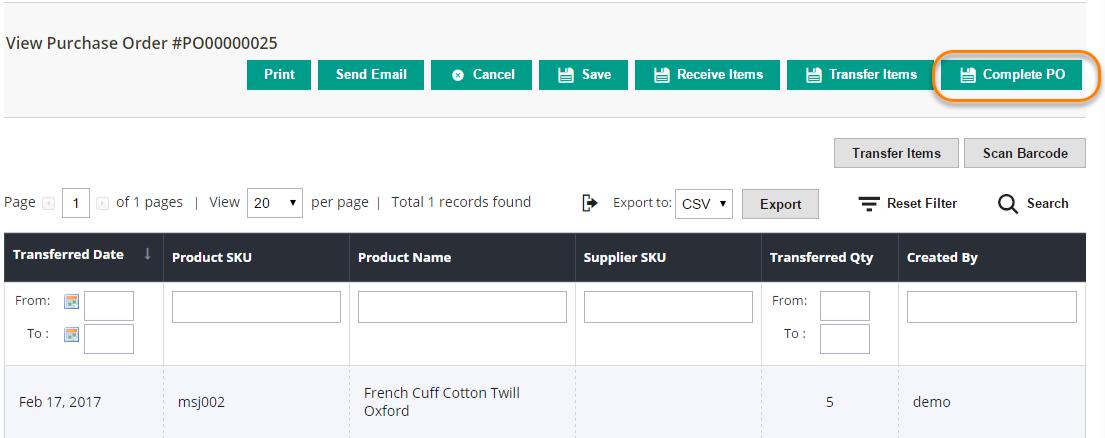 View Purchase Order #PO00000025
Print Send Email Cancel Save Receive Items Transfer Items Complete PO
Transfer Items Scan Barcode
Page 1 of 1 pages | View 20 per page | Total 1 records found Export to: CSV Export Reset Filter Search
Transferred Date Product SKU Product Name Supplier SKU Transferred Qty Created By
From: From:
To : To :
Feb 17, 2017 msj002 French Cuff Cotton Twill 5 demo
Oxford